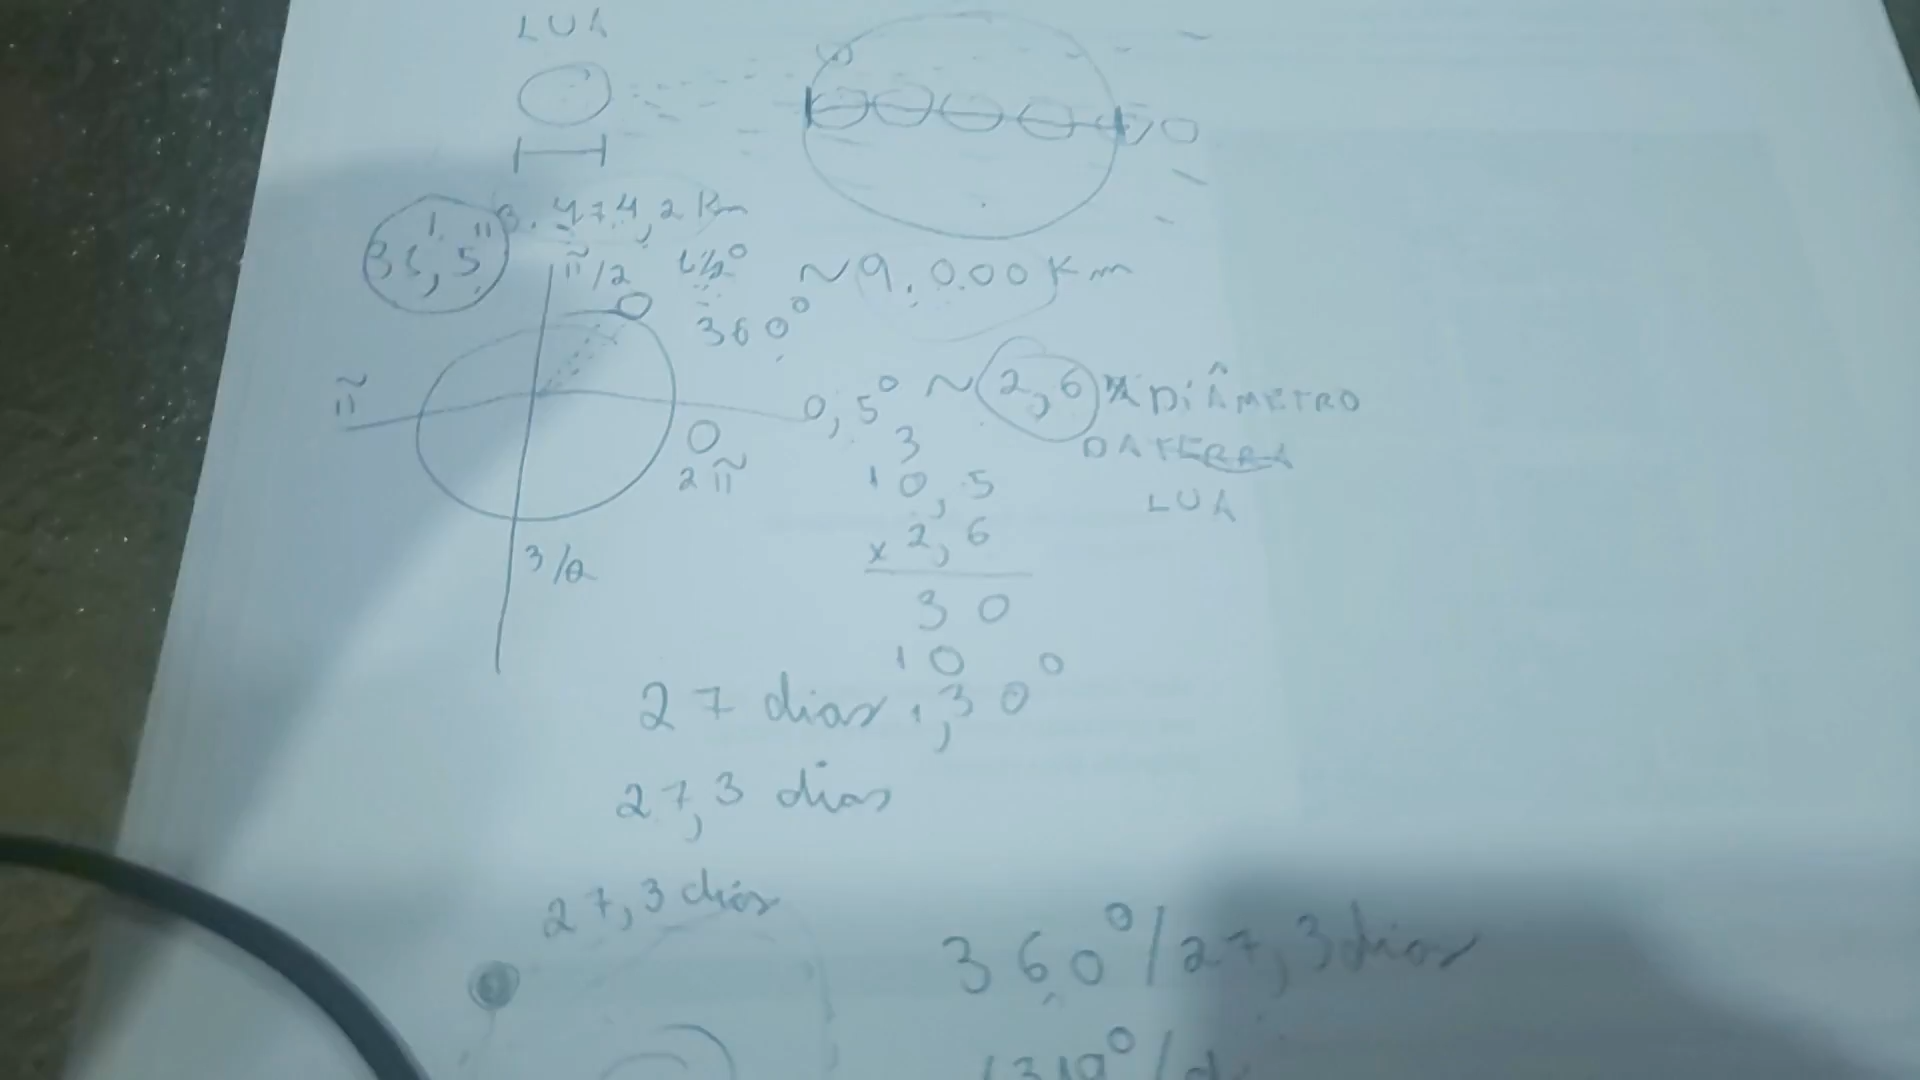 LUA
3.474,2 Km
31,5
π/2 1/2° ~9.000 Km
360°
π
0,5° ~ 2,6 x DIÂMETRO
DA TERRA
LUA
0
2π
3
10,5
x 2,6
3/2
30
10
27 dias 1,30°
27,3 dias
27,3 dias
360°/27,3 dias